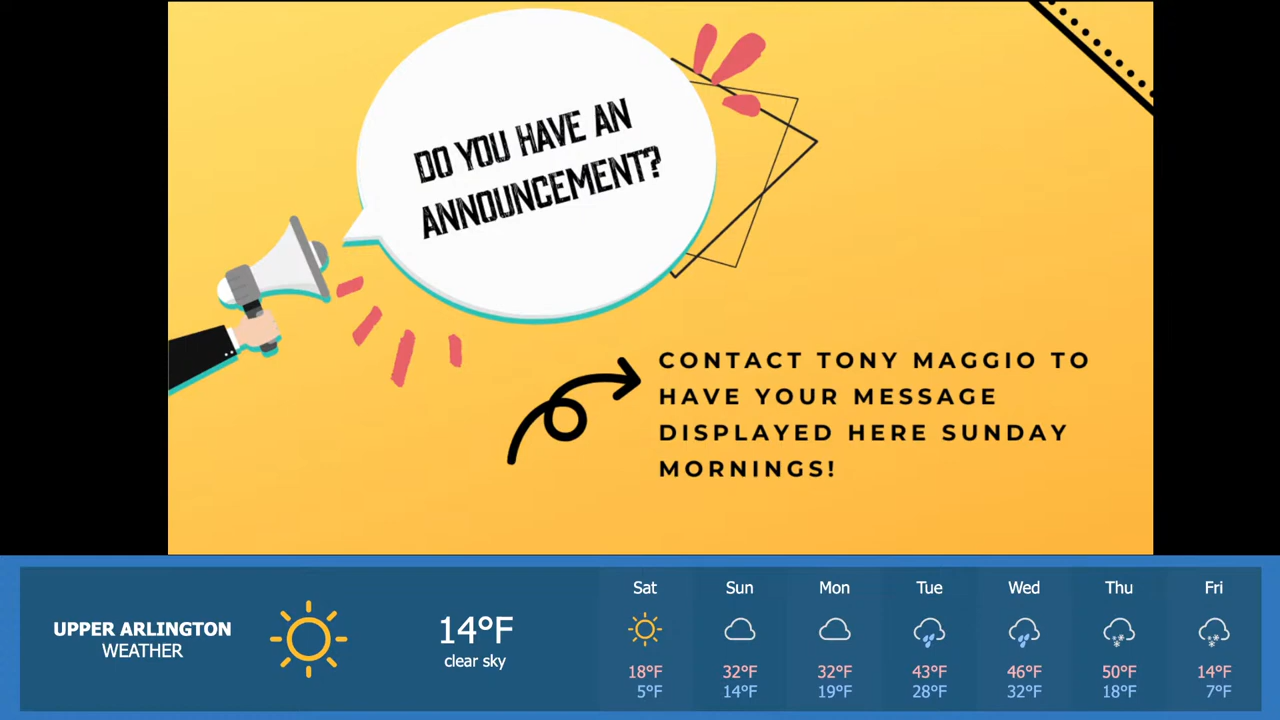 DO YOU HAVE AN
ANNOUNCEMENT?
CONTACT TONY MAGGIO TO
HAVE YOUR MESSAGE
DISPLAYED HERE SUNDAY
MORNINGS!
UPPER ARLINGTON
WEATHER
14°F
clear sky
Sat Sun Mon Tue Wed Thu Fri
18°F 32°F 32°F 43°F 46°F 50°F 14°F
5°F 14°F 19°F 28°F 32°F 18°F 7°F